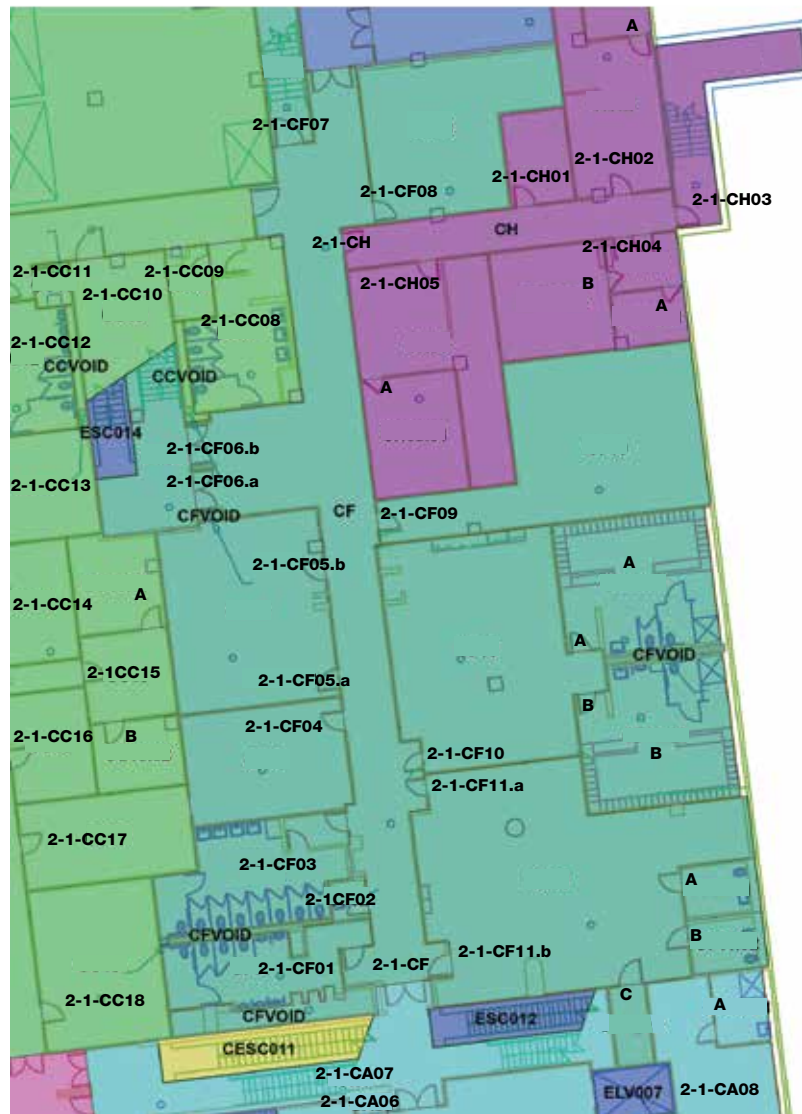 A
2-1-CF07
2-1-CH02
2-1-CH01
2-1-CF08
2-1-CH03
2-1-CH
CH
2-1-CH04
2-1-CC11
2-1-CC09
2-1-CC10
2-1-CH05
B
A
2-1-CC08
2-1-CC12
CCVOID
CCVOID
A
ESC014
2-1-CF06.b
2-1-CF06.a
2-1-CC13
CFVOID
CF
2-1-CF09
2-1-CF05.b
A
A
2-1-CC14
A
CFVOID
2-1CC15
2-1-CF05.a
B
2-1-CC16
B
2-1-CF04
2-1-CF10
B
2-1-CF11.a
2-1-CC17
2-1-CF03
A
2-1CF02
CFVOID
B
2-1-CF11.b
2-1-CF01
2-1-CF
2-1-CC18
C
A
CFVOID
ESC012
CESC011
2-1-CA07
2-1-CA06
ELV007
2-1-CA08